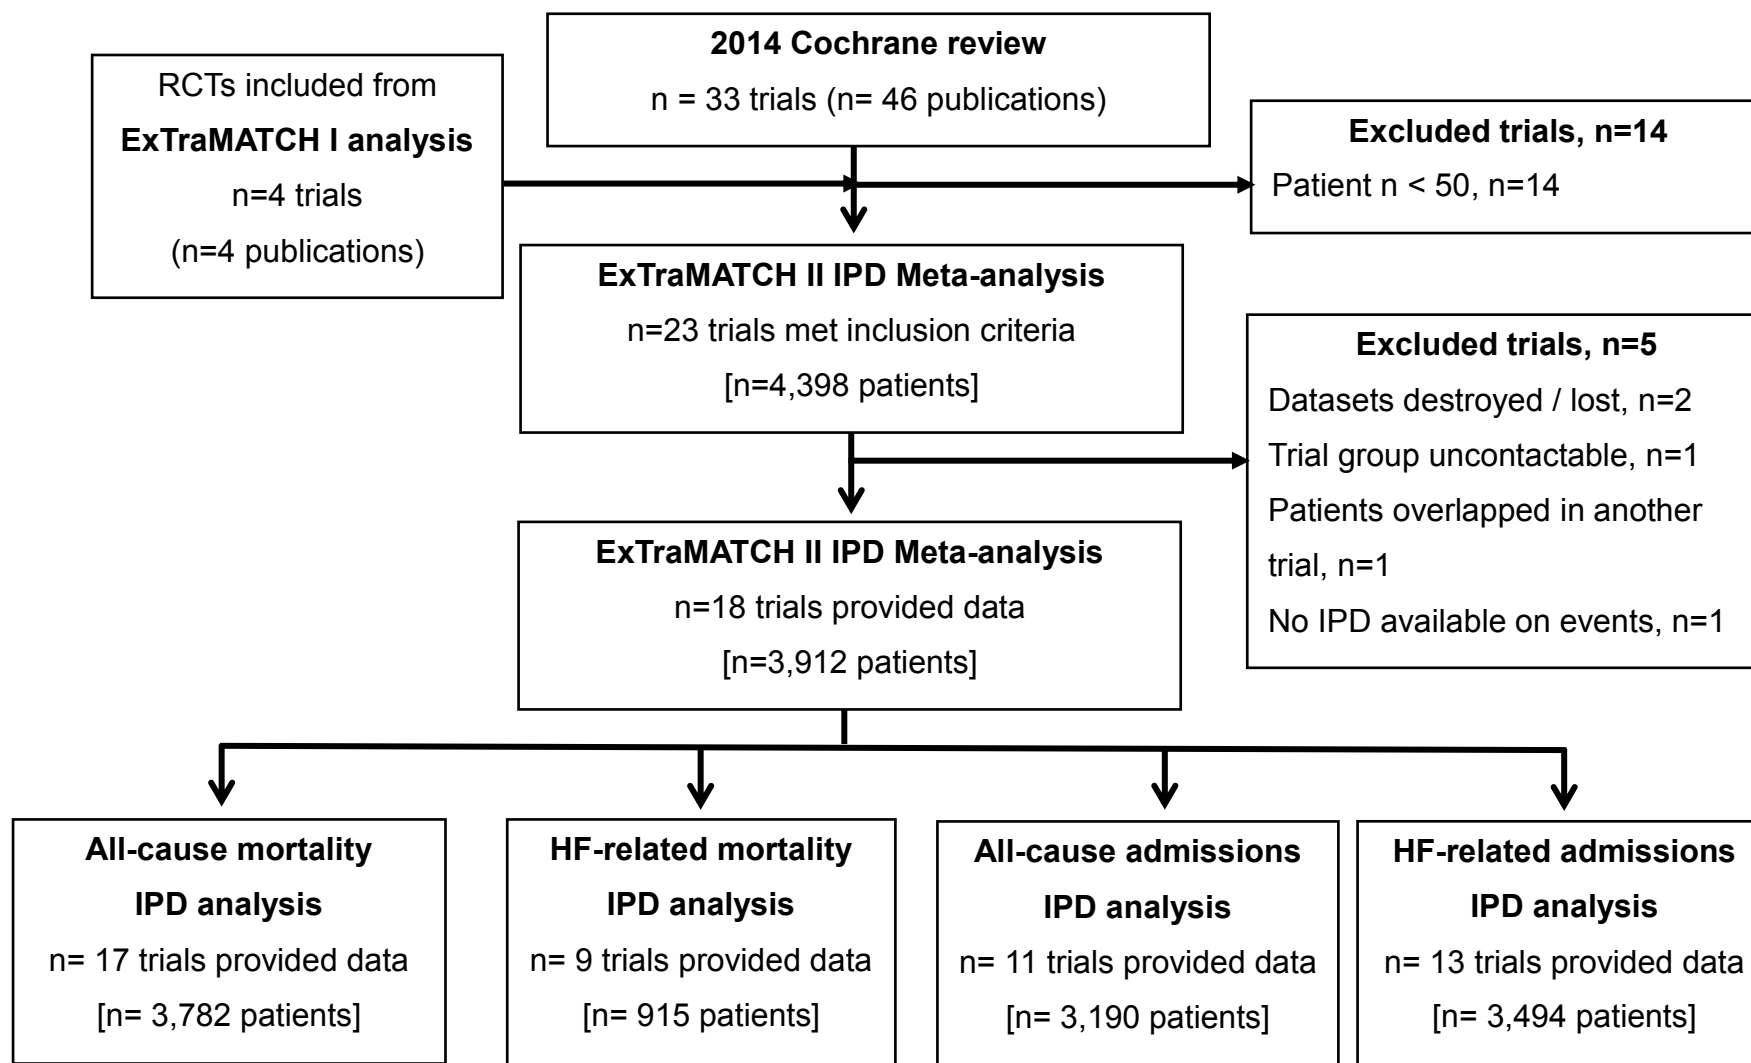 2014 Cochrane review
n = 33 trials (n= 46 publications)
RCTs included from
ExTraMATCH I analysis
n=4 trials
(n=4 publications)
Excluded trials, n=14
Patient n < 50, n=14
ExTraMATCH II IPD Meta-analysis
n=23 trials met inclusion criteria
[n=4,398 patients]
Excluded trials, n=5
Datasets destroyed / lost, n=2
Trial group uncontactable, n=1
Patients overlapped in another
trial, n=1
No IPD available on events, n=1
ExTraMATCH II IPD Meta-analysis
n=18 trials provided data
[n=3,912 patients]
All-cause mortality
IPD analysis
n= 17 trials provided data
[n= 3,782 patients]
HF-related mortality
IPD analysis
n= 9 trials provided data
[n= 915 patients]
All-cause admissions
IPD analysis
n= 11 trials provided data
[n= 3,190 patients]
HF-related admissions
IPD analysis
n= 13 trials provided data
[n= 3,494 patients]